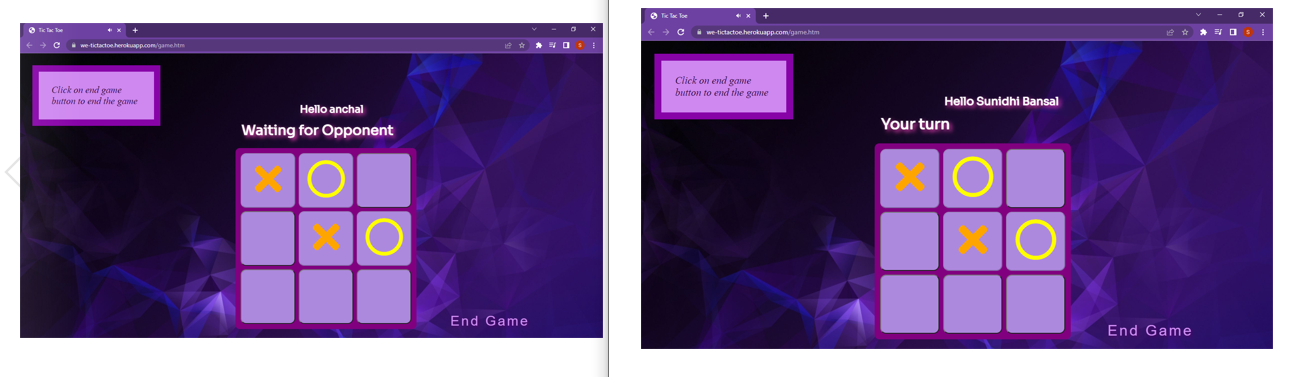 Tic Tac Toe
we-tictactoe.herokuapp.com/game.htm
S
Click on end game
button to end the game
Hello anchal
Waiting for Opponent
End Game
Tic Tac Toe
we-tictactoe.herokuapp.com/game.htm
S
Click on end game
button to end the game
Hello Sunidhi Bansal
Your turn
End Game